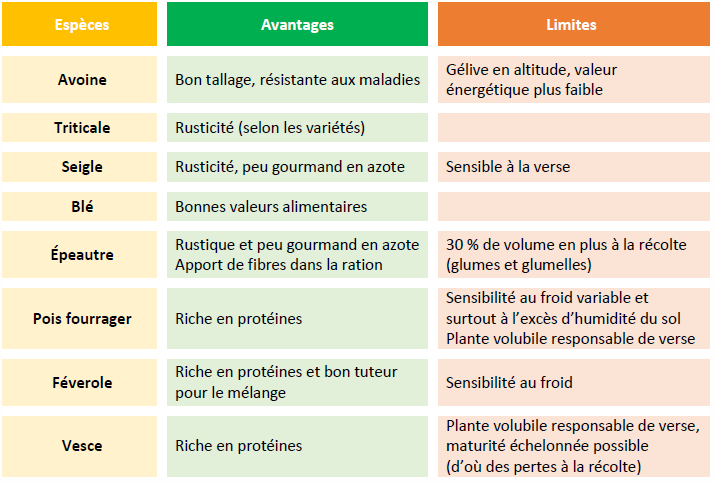 Espèces Avantages Limites
Avoine Bon tallage, résistante aux maladies Gélive en altitude, valeur
énergétique plus faible
Triticale Rusticité (selon les variétés)
Seigle Rusticité, peu gourmand en azote Sensible à la verse
Blé Bonnes valeurs alimentaires
Épeautre Rustique et peu gourmand en azote
Apport de fibres dans la ration
30 % de volume en plus à la récolte
(glumes et glumelles)
Pois fourrager Riche en protéines Sensibilité au froid variable et
surtout à l’excès d’humidité du sol
Plante volubile responsable de verse
Féverole Riche en protéines et bon tuteur
pour le mélange
Sensibilité au froid
Vesce Riche en protéines Plante volubile responsable de verse,
maturité échelonnée possible
(d’où des pertes à la récolte)